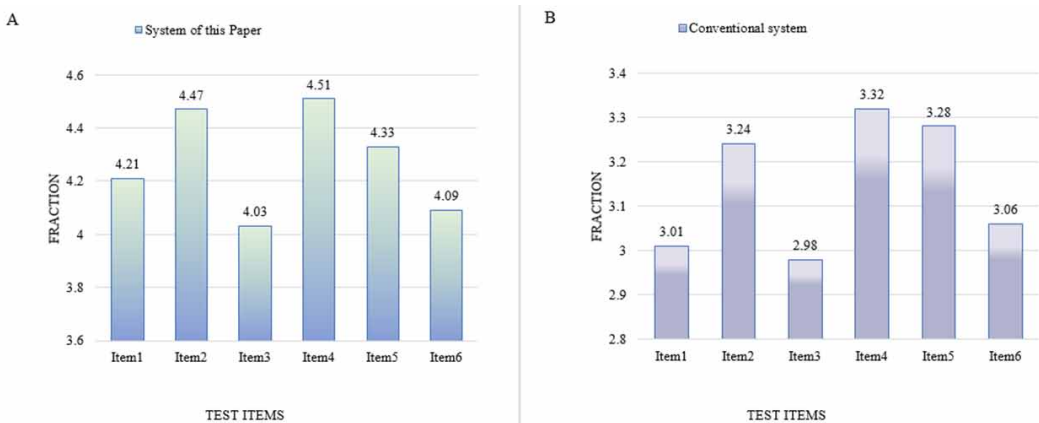 A
System of this Paper
4.6
4.4
4.2
4
3.8
3.6
FRACTION
4.21
4.47
4.03
4.51
4.33
4.09
Item1 Item2 Item3 Item4 Item5 Item6
TEST ITEMS
B
Conventional system
3.4
3.3
3.2
3.1
3
2.9
2.8
FRACTION
3.01
3.24
2.98
3.32
3.28
3.06
Item1 Item2 Item3 Item4 Item5 Item6
TEST ITEMS